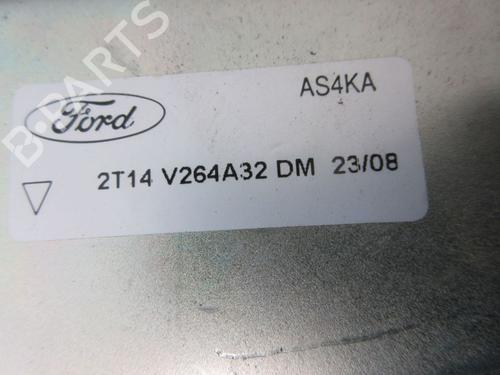 B.PARTS
Ford
AS4KA
2T14 V264A32 DM 23/08